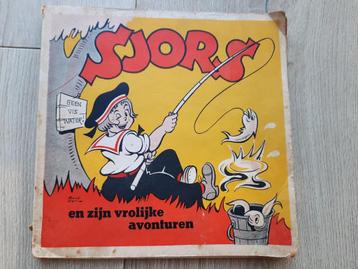 SJORS
GEEN
VIS
WATER
en zijn vrolijke
avonturen